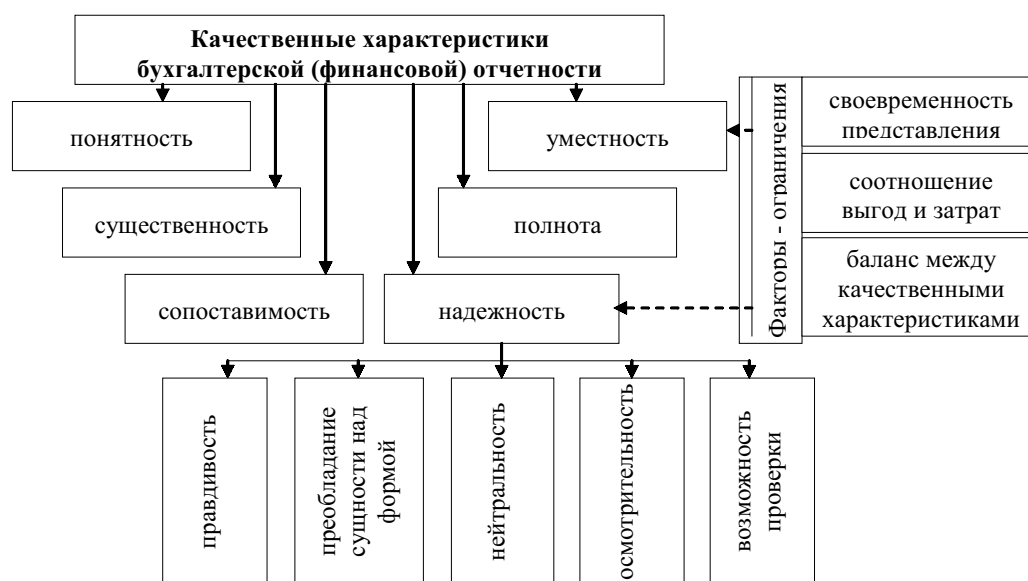 Качественные характеристики
бухгалтерской (финансовой) отчетности
понятность
уместность
существенность
полнота
сопоставимость
надежность
Факторы - ограничения
своевременность
представления
соотношение
выгод и затрат
баланс между
качественными
характеристиками
правдивость
преобладание
сущности над
формой
нейтральность
осмотрительность
возможность
проверки